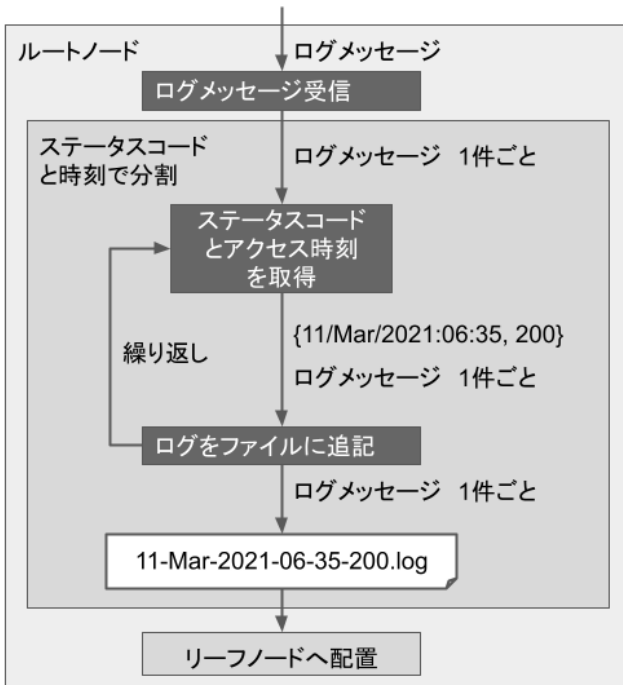 ルートノード
ログメッセージ
ログメッセージ受信
ステータスコード
と時刻で分割
ログメッセージ 1件ごと
ステータスコード
とアクセス時刻
を取得
{11/Mar/2021:06:35, 200}
繰り返し
ログメッセージ 1件ごと
ログをファイルに追記
ログメッセージ 1件ごと
11-Mar-2021-06-35-200.log
リーフノードへ配置